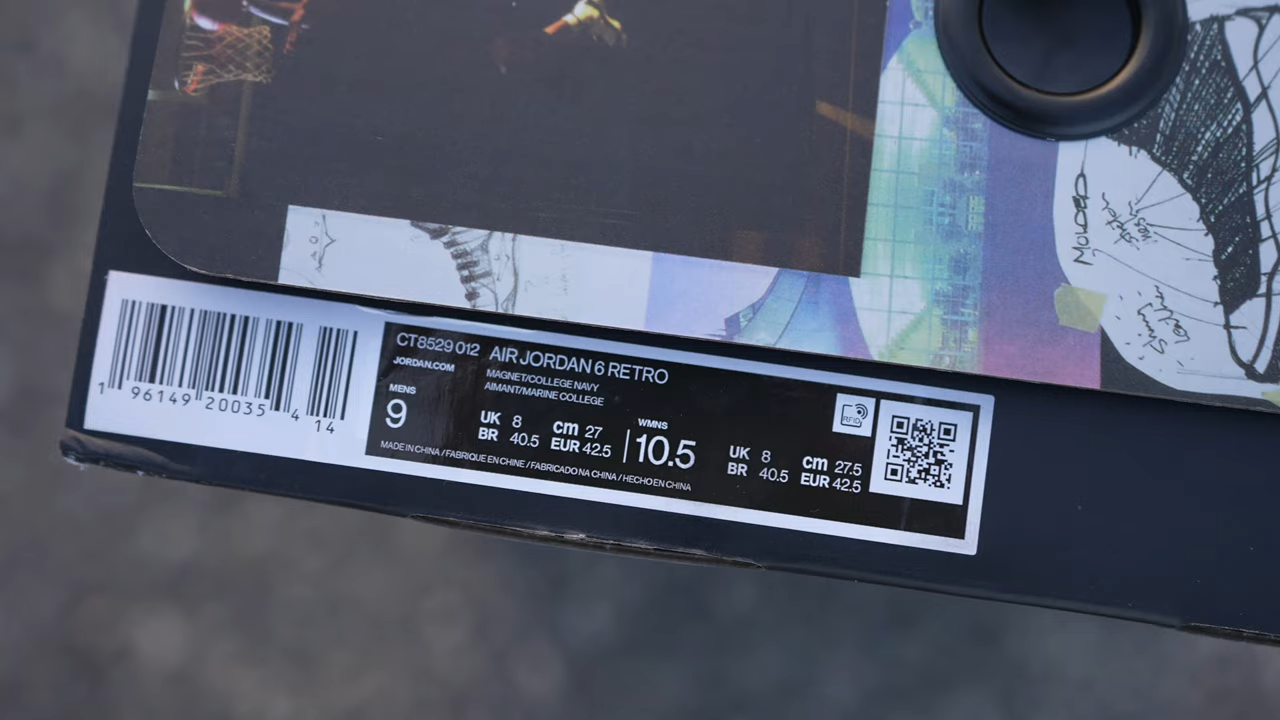 MOLDED
1 96149 20035 4 14
CT8529 012 AIR JORDAN 6 RETRO
JORDAN.COM
MAGNET/COLLEGE NAVY
AIMANT/MARINE COLLEGE
MENS
9
UK 8 cm 27
BR 40.5 EUR 42.5
WMNS
10.5
UK 8 cm 27.5
BR 40.5 EUR 42.5
RFID
MADE IN CHINA / FABRIQUE EN CHINE / FABRICADO NA CHINA / HECHO EN CHINA